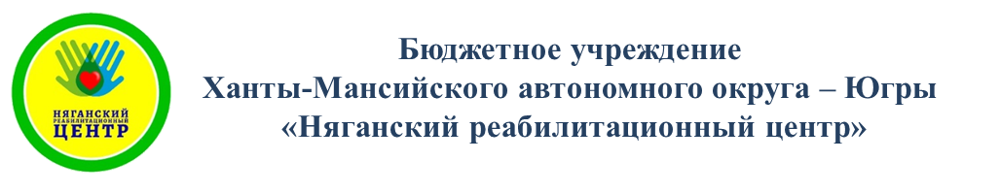 НЯГАНСКИЙ
РЕАБИЛИТАЦИОННЫЙ
ЦЕНТР
Бюджетное учреждение
Ханты-Мансийского автономного округа – Югры
«Няганский реабилитационный центр»